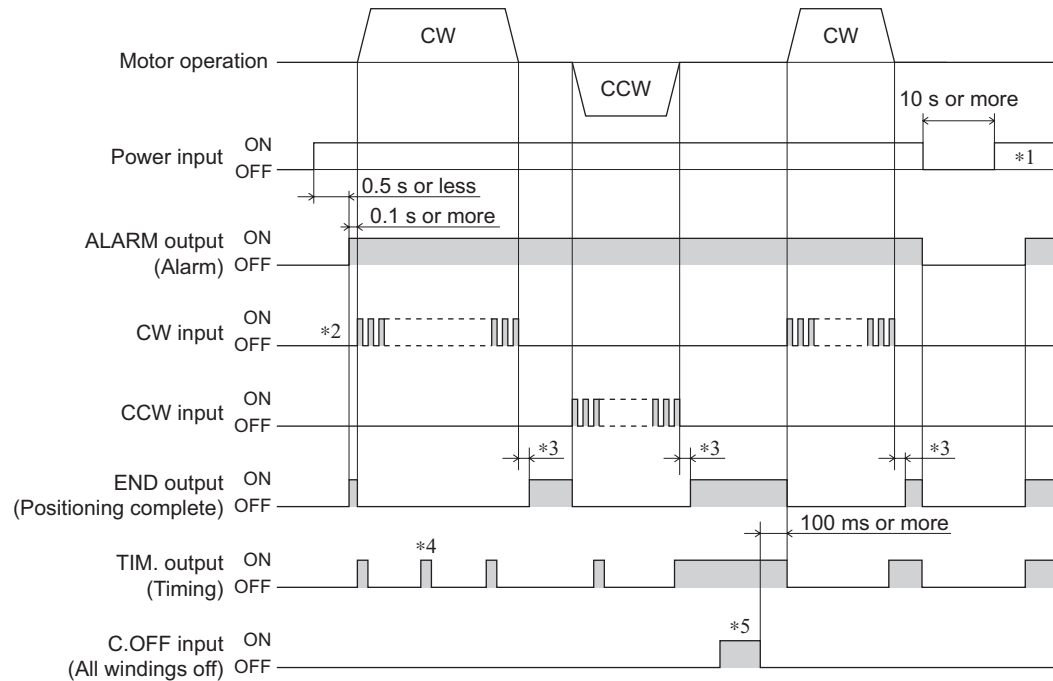 CW
CW
Motor operation
CCW
10 s or more
Power input
ON
OFF
*1
0.5 s or less
0.1 s or more
ALARM output
(Alarm)
ON
OFF
CW input
*2
ON
OFF
CCW input
ON
OFF
*3
*3
*3
END output
(Positioning complete)
ON
OFF
100 ms or more
TIM. output
(Timing)
ON
OFF
*4
C.OFF input
(All windings off)
ON
OFF
*5